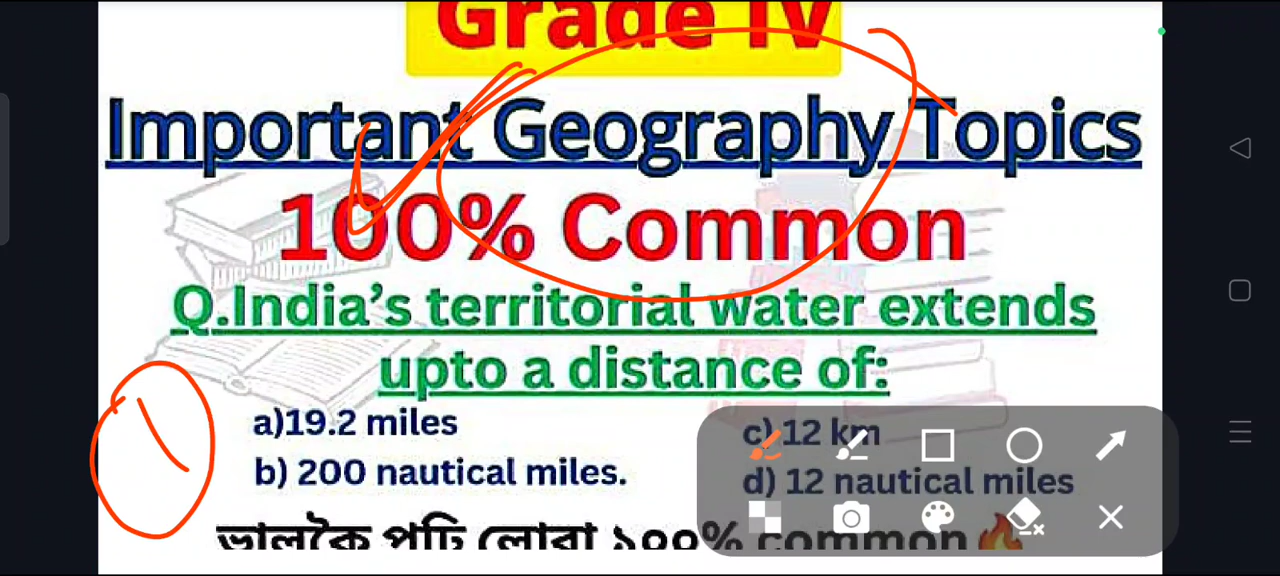 Grade IV
Important Geography Topics
100% Common
Q.India's territorial water extends
upto a distance of:
a)19.2 miles
c) 12 km
b) 200 nautical miles.
d) 12 nautical miles
ভালকৈ পঢ়ি লোৱা ১০০% common🔥